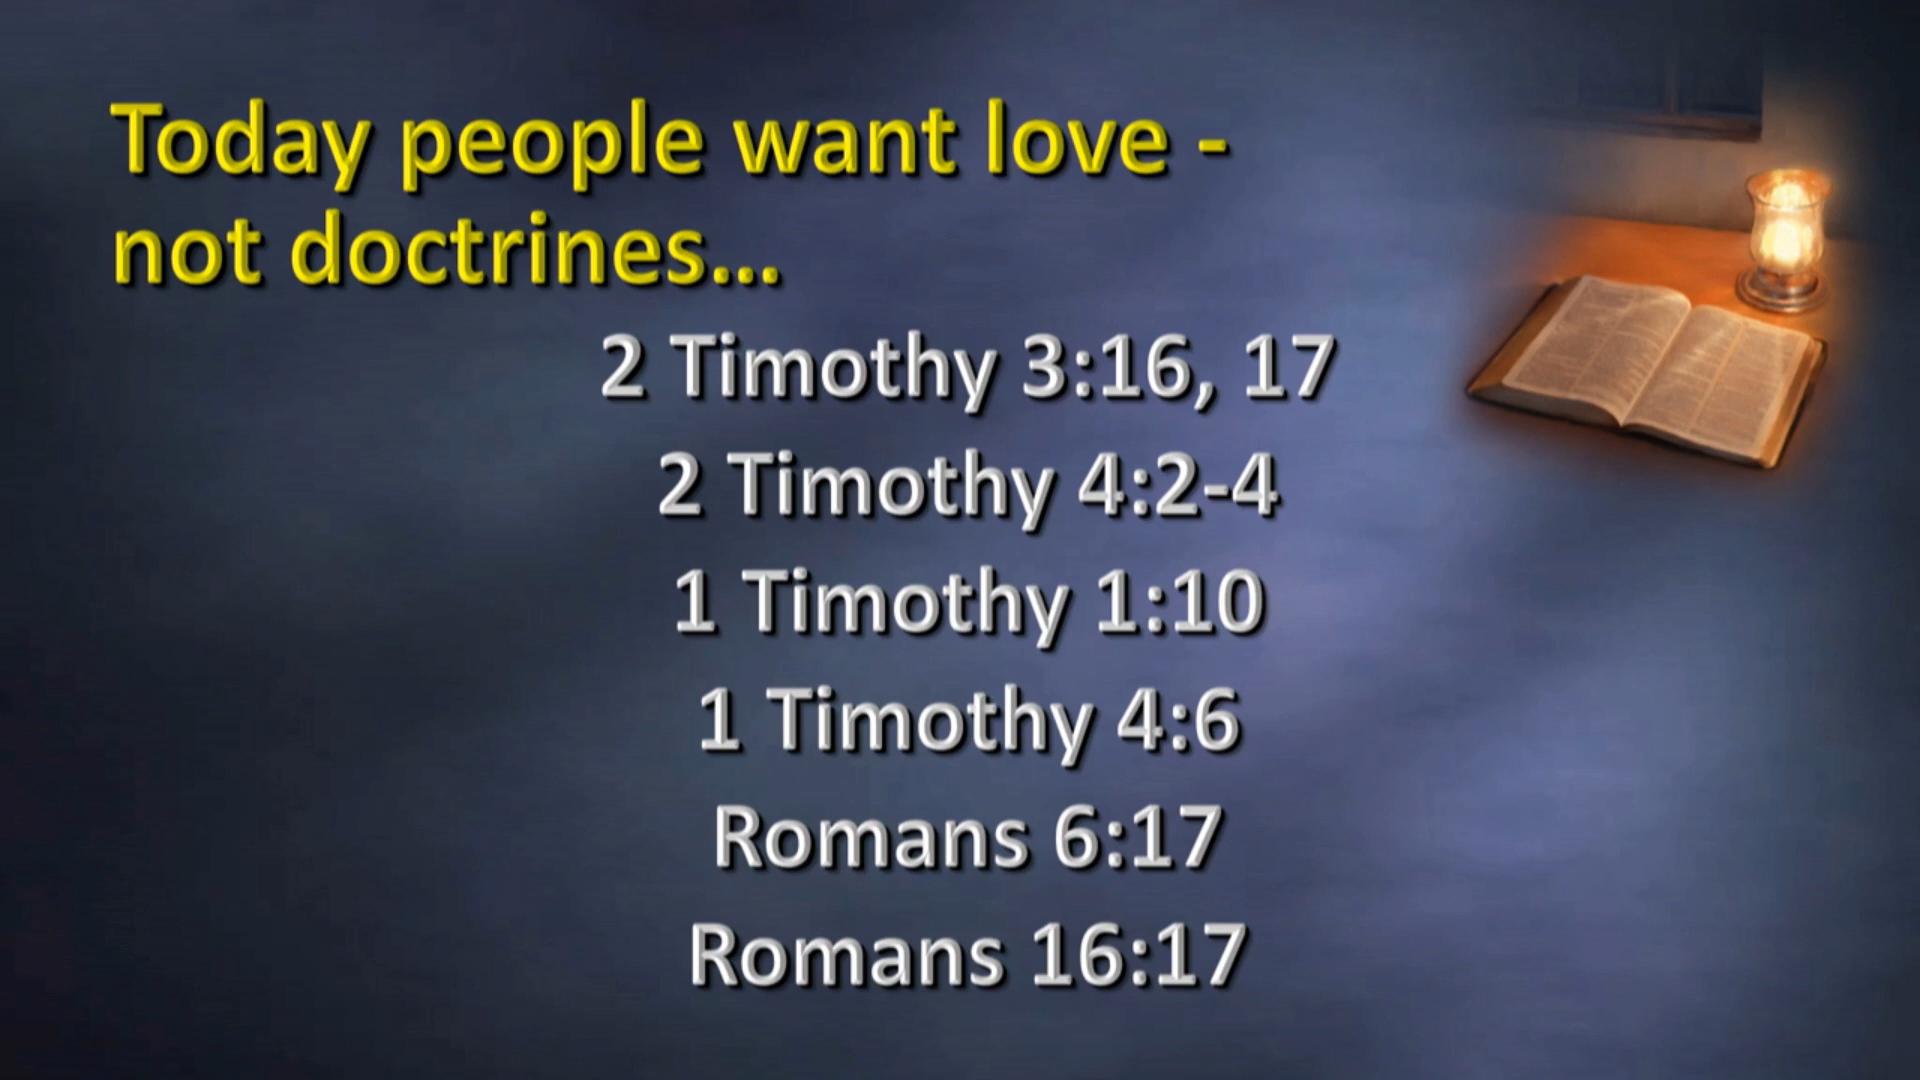 Today people want love -
not doctrines...
2 Timothy 3:16, 17
2 Timothy 4:2-4
1 Timothy 1:10
1 Timothy 4:6
Romans 6:17
Romans 16:17